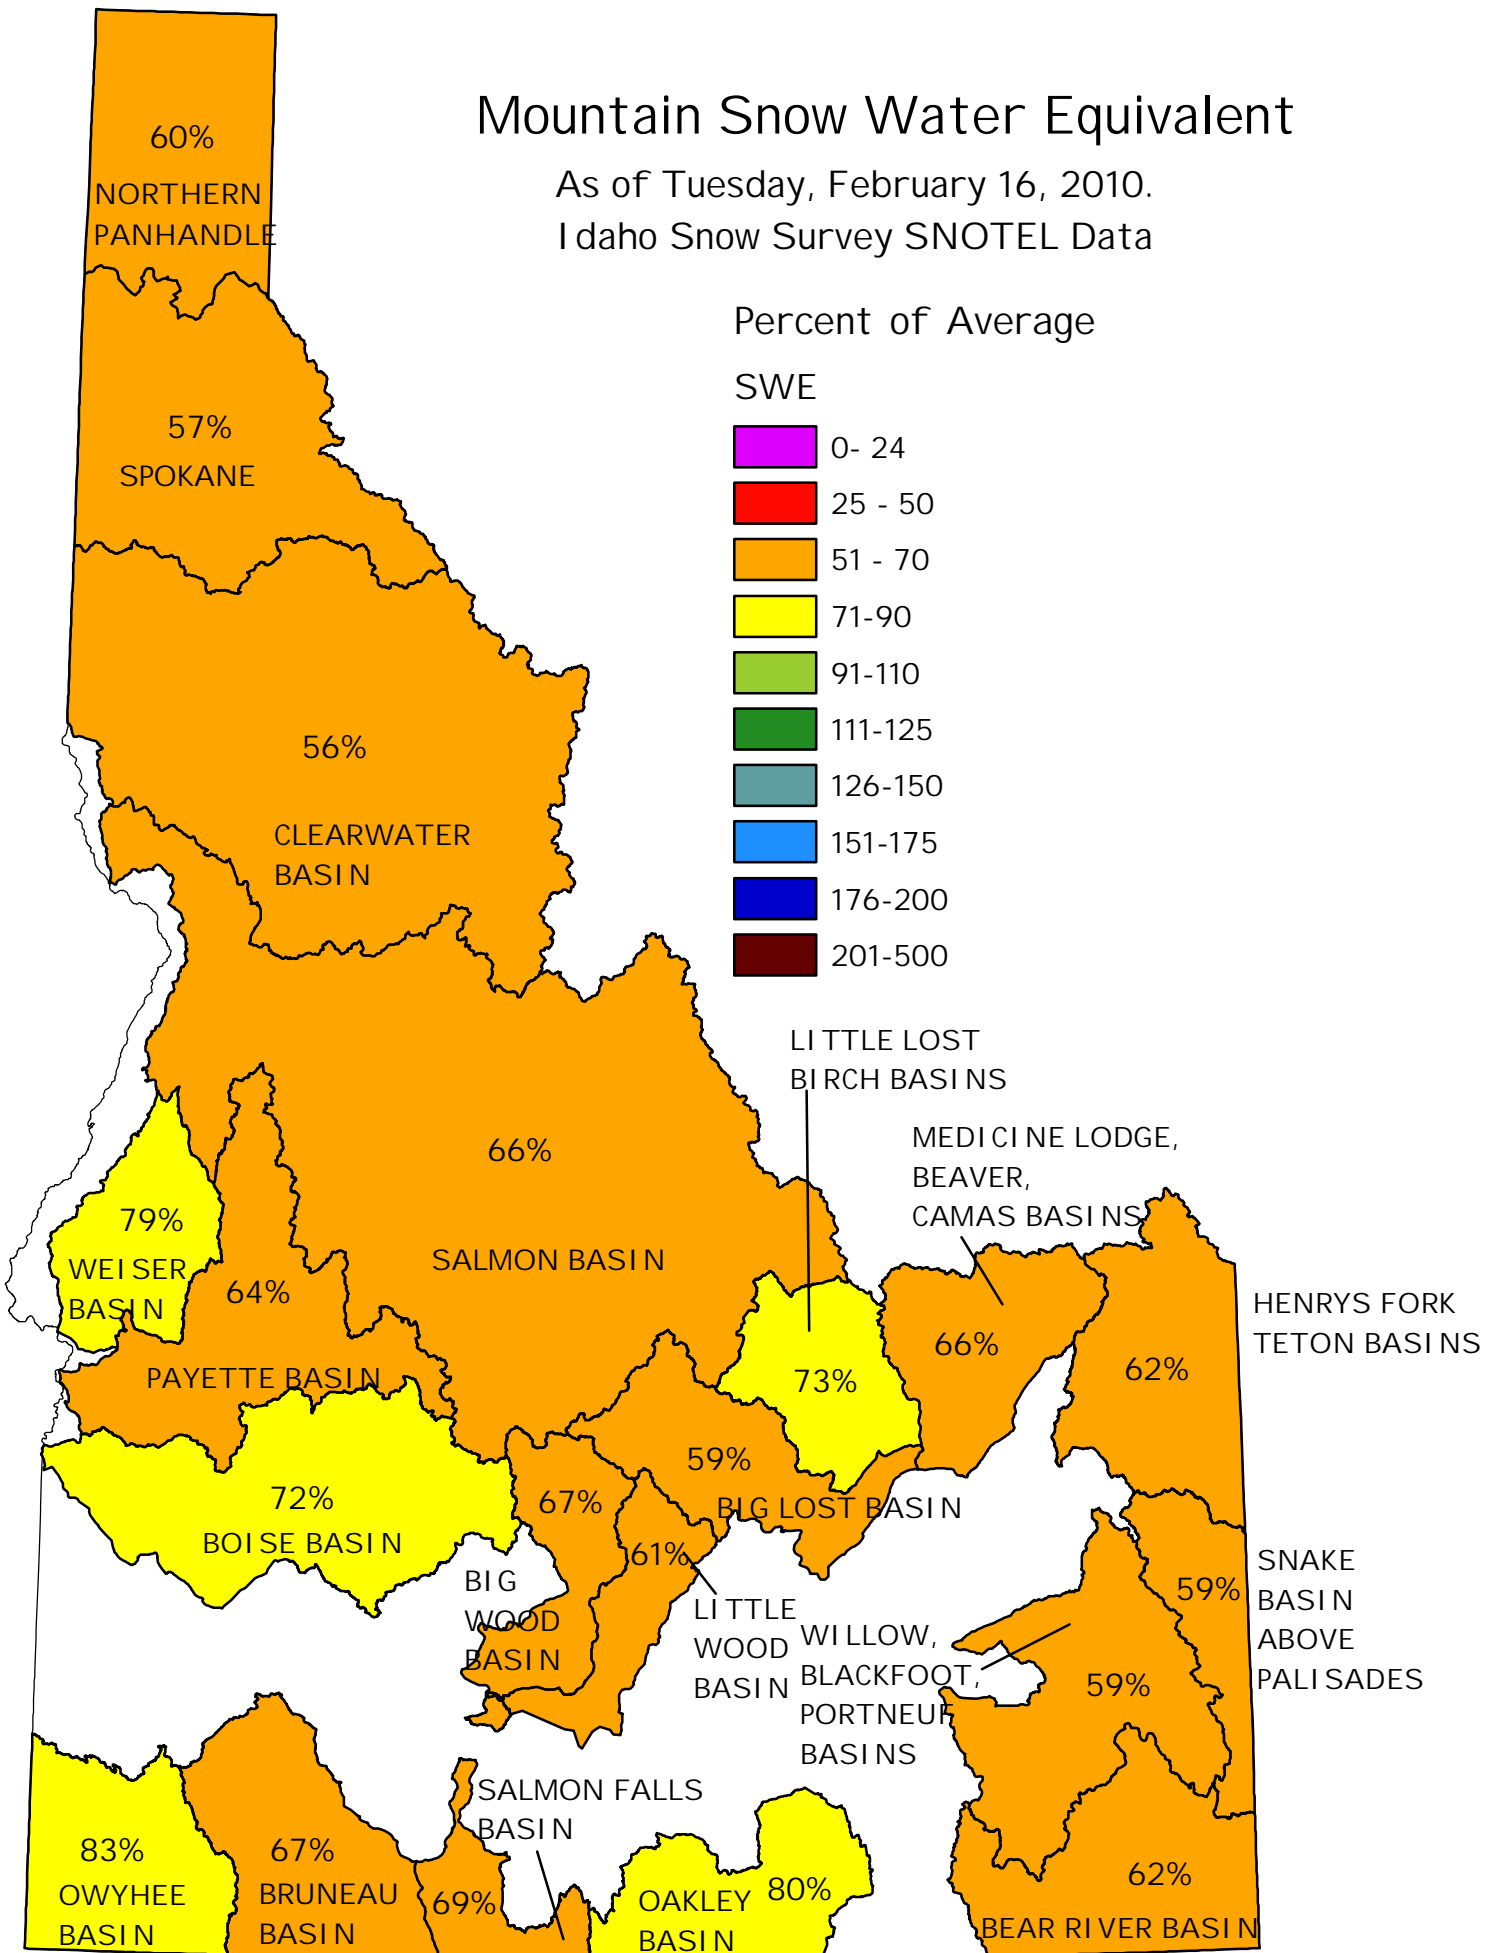 Mountain Snow Water Equivalent
As of Tuesday, February 16, 2010.
Idaho Snow Survey SNOTEL Data
Percent of Average
SWE
0- 24
25 - 50
51 - 70
71-90
91-110
111-125
126-150
151-175
176-200
201-500
60%
NORTHERN
PANHANDLE
57%
SPOKANE
56%
CLEARWATER
BASIN
66%
SALMON BASIN
LITTLE LOST
BIRCH BASINS
73%
MEDICINE LODGE,
BEAVER,
CAMAS BASINS
66%
HENRYS FORK
TETON BASINS
62%
79%
WEISER
BASIN
64%
PAYETTE BASIN
72%
BOISE BASIN
67%
BIG
WOOD
BASIN
59%
BIG LOST BASIN
61%
LITTLE
WOOD
BASIN
WILLOW,
BLACKFOOT,
PORTNEUF
BASINS
59%
59%
SNAKE
BASIN
ABOVE
PALISADES
83%
OWYHEE
BASIN
67%
BRUNEAU
BASIN
SALMON FALLS
BASIN
69%
OAKLEY
BASIN
80%
62%
BEAR RIVER BASIN